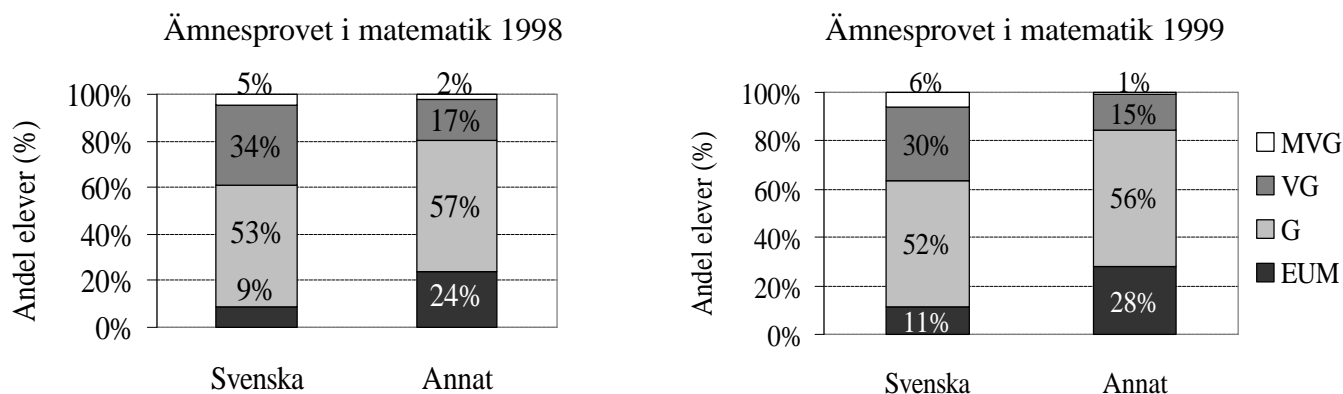 Ämnesprovet i matematik 1998
5% 2%
100%
80%
60%
40%
20%
0%
Andel elever (%)
34% 17%
53% 57%
9% 24%
Svenska Annat
Ämnesprovet i matematik 1999
6% 1%
100%
80%
60%
40%
20%
0%
Andel elever (%)
30% 15%
52% 56%
11% 28%
Svenska Annat
MVG
VG
G
EUM